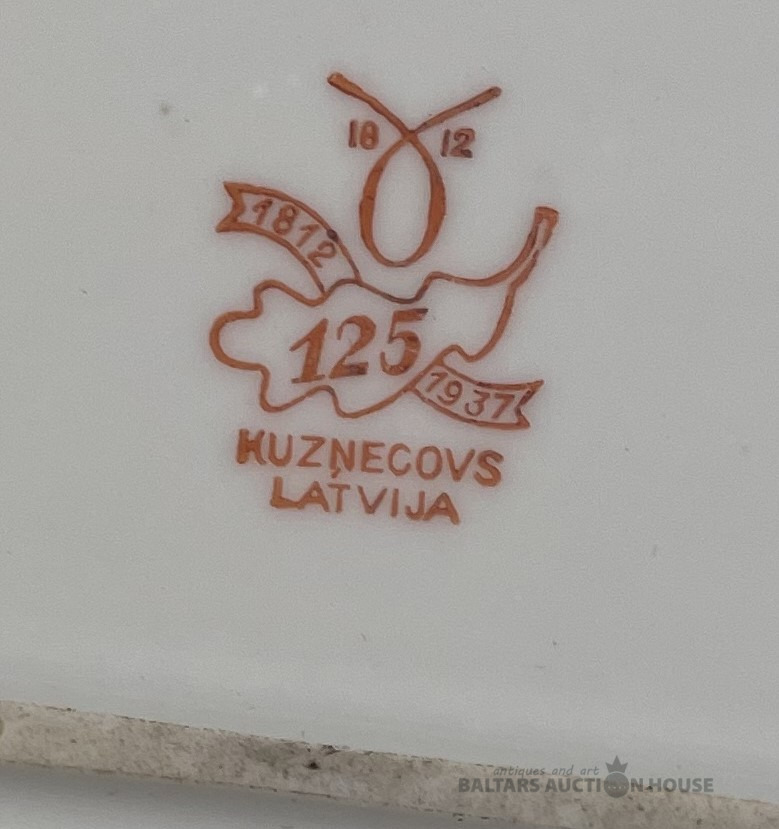 18 12
1812
125
1937
KUZŅECOVS
LATVIJA
antiques and art
BALTARS AUCTION HOUSE